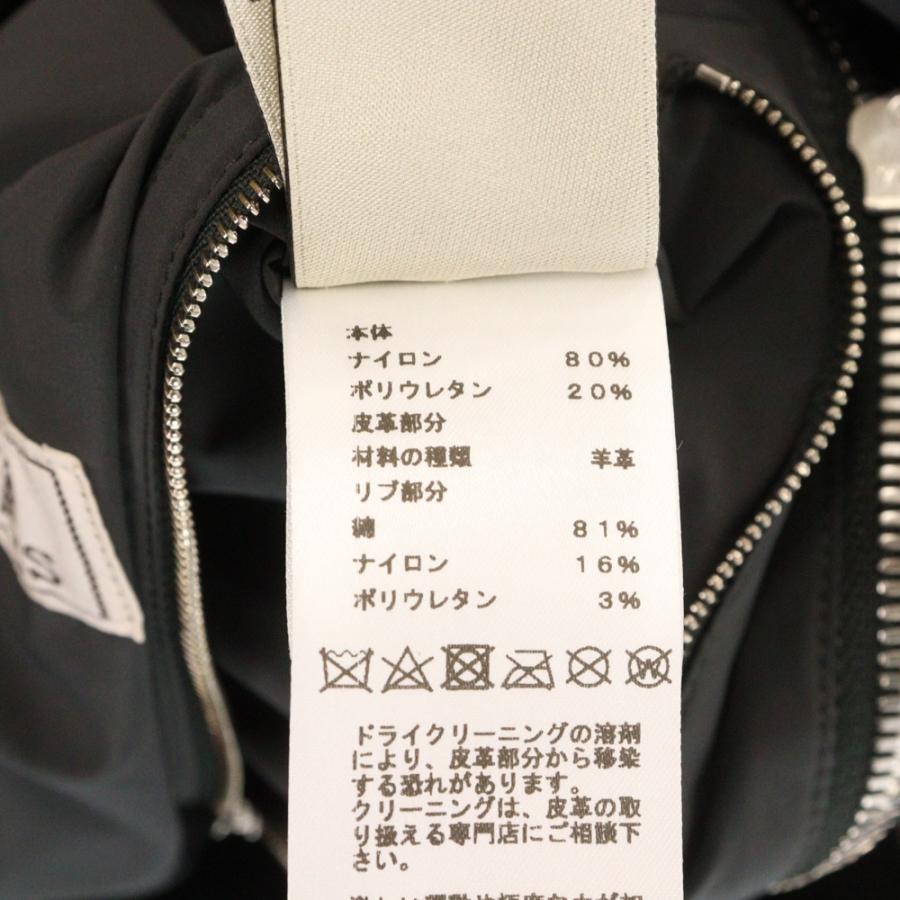 本体
ナイロン 80%
ポリウレタン 20%
皮革部分
材料の種類 羊革
リブ部分
綿 81%
ナイロン 16%
ポリウレタン 3%
ドライクリーニングの溶剤
により、皮革部分から移染
する恐れがあります。
クリーニングは、皮革の取
り扱える専門店にご相談下
さい。